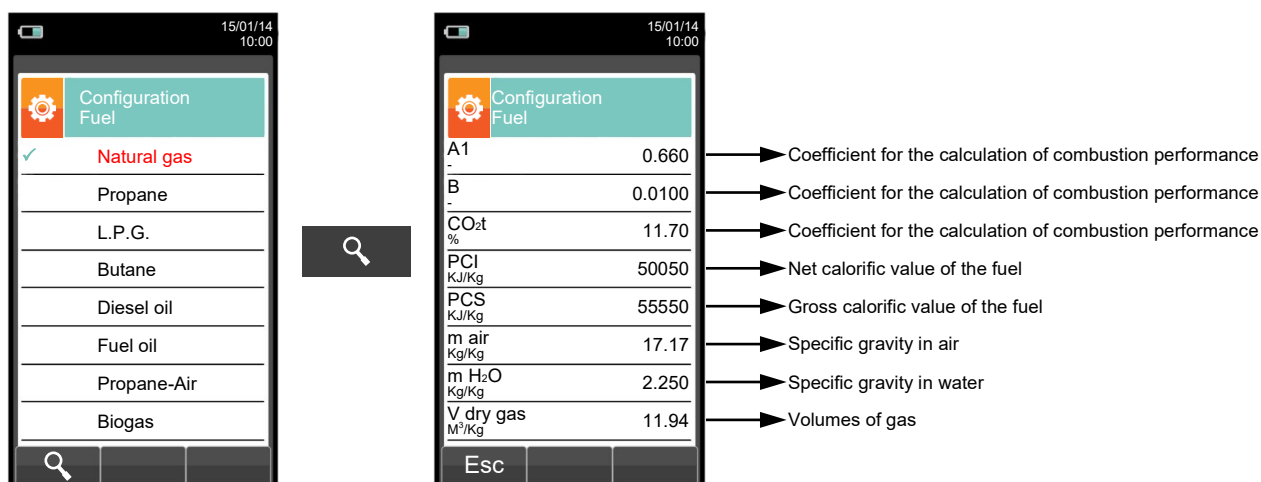 15/01/14
10:00
Configuration
Fuel
✓ Natural gas
Propane
L.P.G.
Butane
Diesel oil
Fuel oil
Propane-Air
Biogas
15/01/14
10:00
Configuration
Fuel
A1
-
0.660
Coefficient for the calculation of combustion performance
B
-
0.0100
Coefficient for the calculation of combustion performance
CO₂t
%
11.70
Coefficient for the calculation of combustion performance
PCI
KJ/Kg
50050
Net calorific value of the fuel
PCS
KJ/Kg
55550
Gross calorific value of the fuel
m air
Kg/Kg
17.17
Specific gravity in air
m H₂O
Kg/Kg
2.250
Specific gravity in water
V dry gas
M³/Kg
11.94
Volumes of gas
Esc